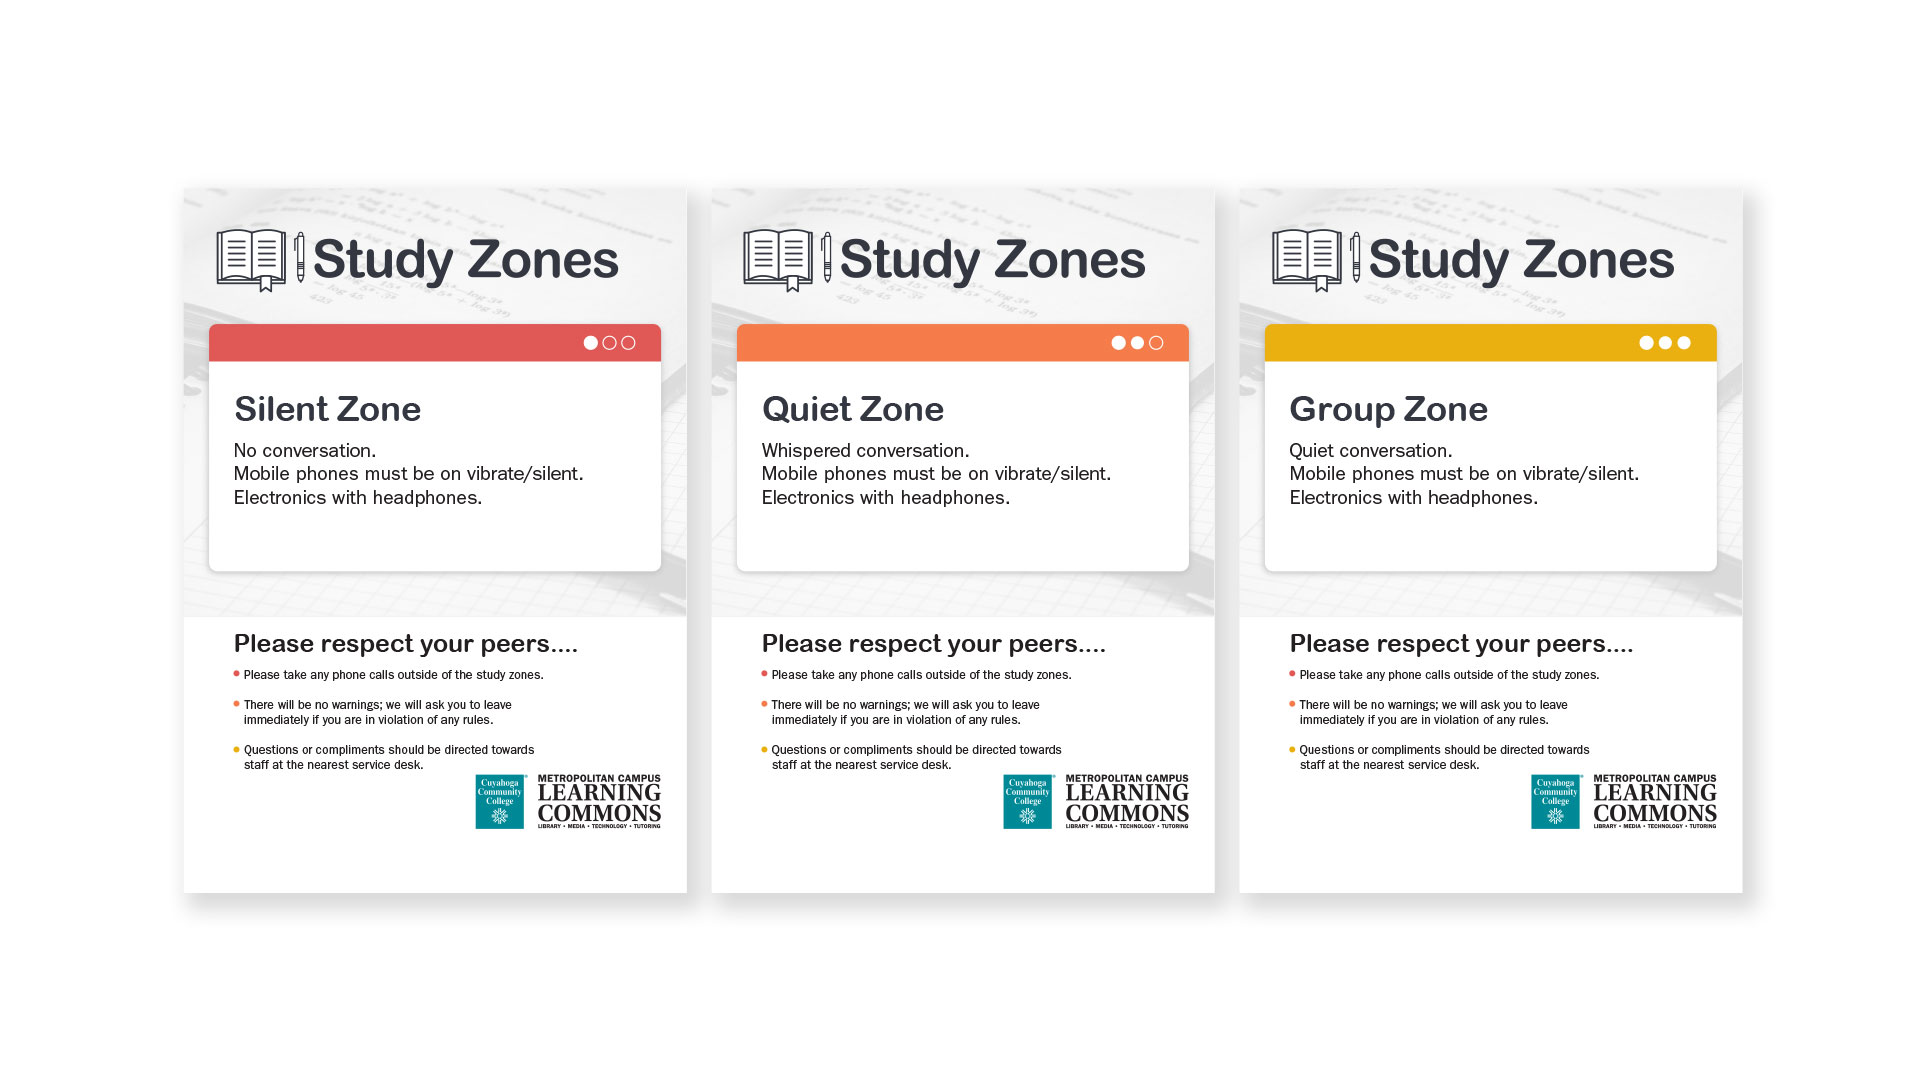 Study Zones
Silent Zone
No conversation.
Mobile phones must be on vibrate/silent.
Electronics with headphones.
Please respect your peers....
Please take any phone calls outside of the study zones.
There will be no warnings; we will ask you to leave
immediately if you are in violation of any rules.
Questions or compliments should be directed towards
staff at the nearest service desk.
Cuyahoga
Community
College
METROPOLITAN CAMPUS
LEARNING
COMMONS
LIBRARY • MEDIA • TECHNOLOGY • TUTORING
Study Zones
Quiet Zone
Whispered conversation.
Mobile phones must be on vibrate/silent.
Electronics with headphones.
Please respect your peers....
Please take any phone calls outside of the study zones.
There will be no warnings; we will ask you to leave
immediately if you are in violation of any rules.
Questions or compliments should be directed towards
staff at the nearest service desk.
Cuyahoga
Community
College
METROPOLITAN CAMPUS
LEARNING
COMMONS
LIBRARY • MEDIA • TECHNOLOGY • TUTORING
Study Zones
Group Zone
Quiet conversation.
Mobile phones must be on vibrate/silent.
Electronics with headphones.
Please respect your peers....
Please take any phone calls outside of the study zones.
There will be no warnings; we will ask you to leave
immediately if you are in violation of any rules.
Questions or compliments should be directed towards
staff at the nearest service desk.
Cuyahoga
Community
College
METROPOLITAN CAMPUS
LEARNING
COMMONS
LIBRARY • MEDIA • TECHNOLOGY • TUTORING